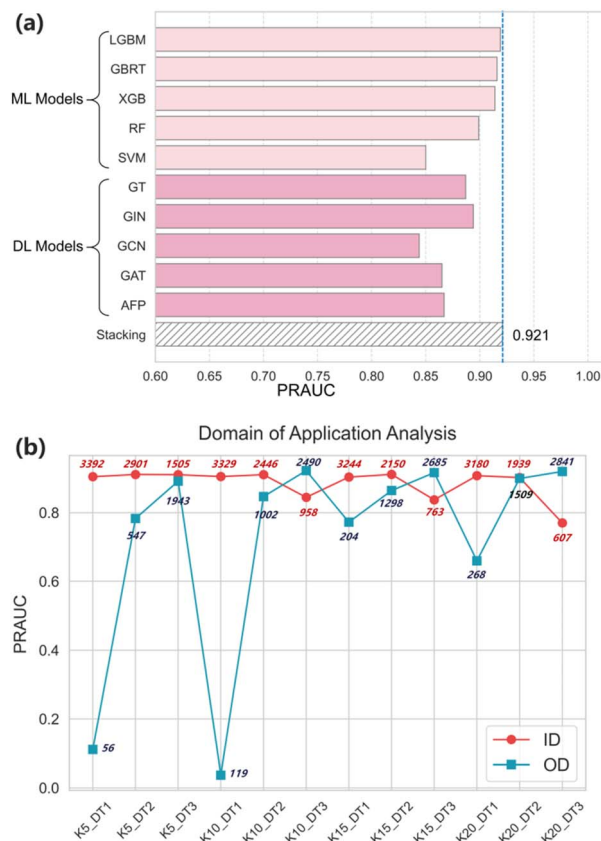 (a)
LGBM
GBRT
XGB
RF
SVM
ML Models
GT
GIN
GCN
GAT
AFP
DL Models
Stacking
0.921
0.60 0.65 0.70 0.75 0.80 0.85 0.90 0.95 1.00
PRAUC
(b)
Domain of Application Analysis
3392 2901 1505 3329 2446 2490 3244 2150 2685 3180 1939 2841
56 547 1943 119 1002 958 204 1298 763 268 1509 607
0.8
0.6
0.4
0.2
0.0
PRAUC
ID
OD
K5_DT1 K5_DT2 K5_DT3 K10_DT1 K10_DT2 K10_DT3 K15_DT1 K15_DT2 K15_DT3 K20_DT1 K20_DT2 K20_DT3